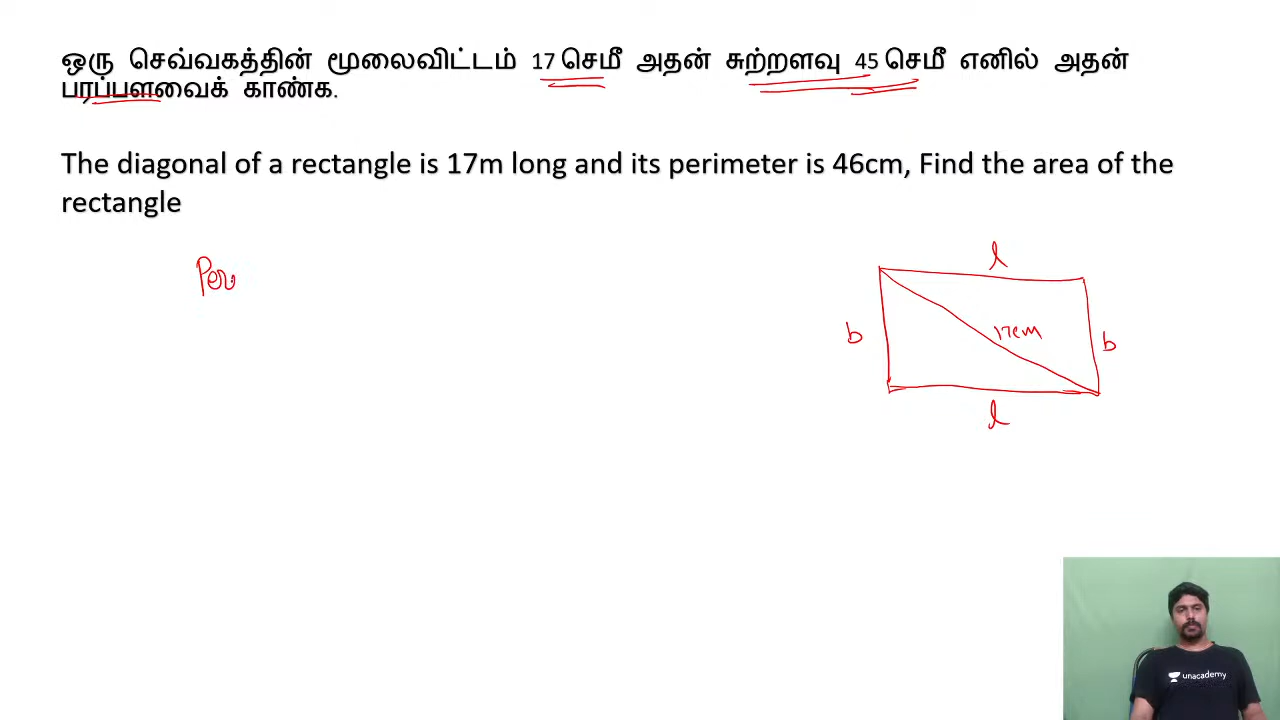 ஒரு செவ்வகத்தின் மூலைவிட்டம் 17 செமீ அதன் சுற்றளவு 45 செமீ எனில் அதன்
பரப்பளவைக் காண்க.
The diagonal of a rectangle is 17m long and its perimeter is 46cm, Find the area of the
rectangle
l
Per
b
17cm
b
l
unacademy